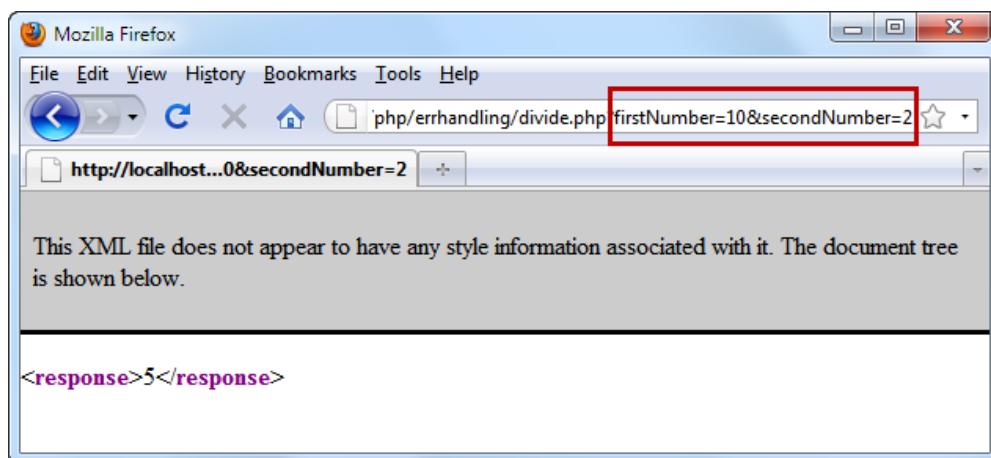 Mozilla Firefox
File Edit View History Bookmarks Tools Help
php/errhandling/divide.php?firstNumber=10&secondNumber=2
http://localhost...0&secondNumber=2
This XML file does not appear to have any style information associated with it. The document tree
is shown below.
<response>5</response>